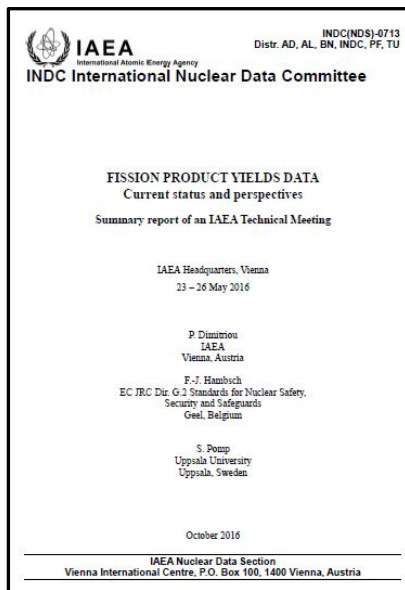 INDC(NDS)-0713
Distr. AD, AL, BN, INDC, PF, TU
IAEA
International Atomic Energy Agency
INDC International Nuclear Data Committee
FISSION PRODUCT YIELDS DATA
Current status and perspectives
Summary report of an IAEA Technical Meeting
IAEA Headquarters, Vienna
23 – 26 May 2016
P. Dimitriou
IAEA
Vienna, Austria
F.-J. Hambsch
EC JRC Dir. G.2 Standards for Nuclear Safety,
Security and Safeguards
Geel, Belgium
S. Pomp
Uppsala University
Uppsala, Sweden
October 2016
IAEA Nuclear Data Section
Vienna International Centre, P.O. Box 100, 1400 Vienna, Austria